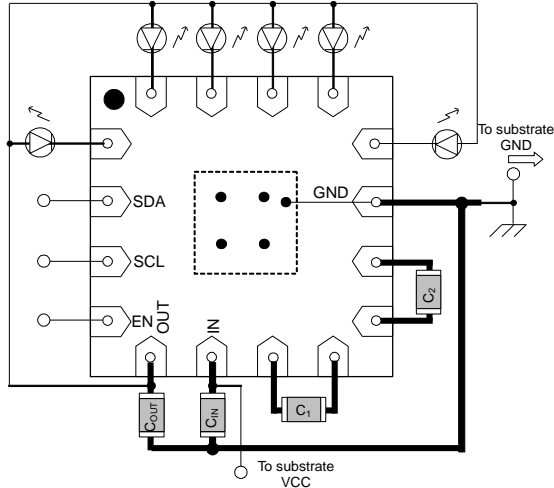 To substrate
GND
GND
SDA
SCL
EN
OUT
IN
C2
C1
COUT
CIN
To substrate
VCC